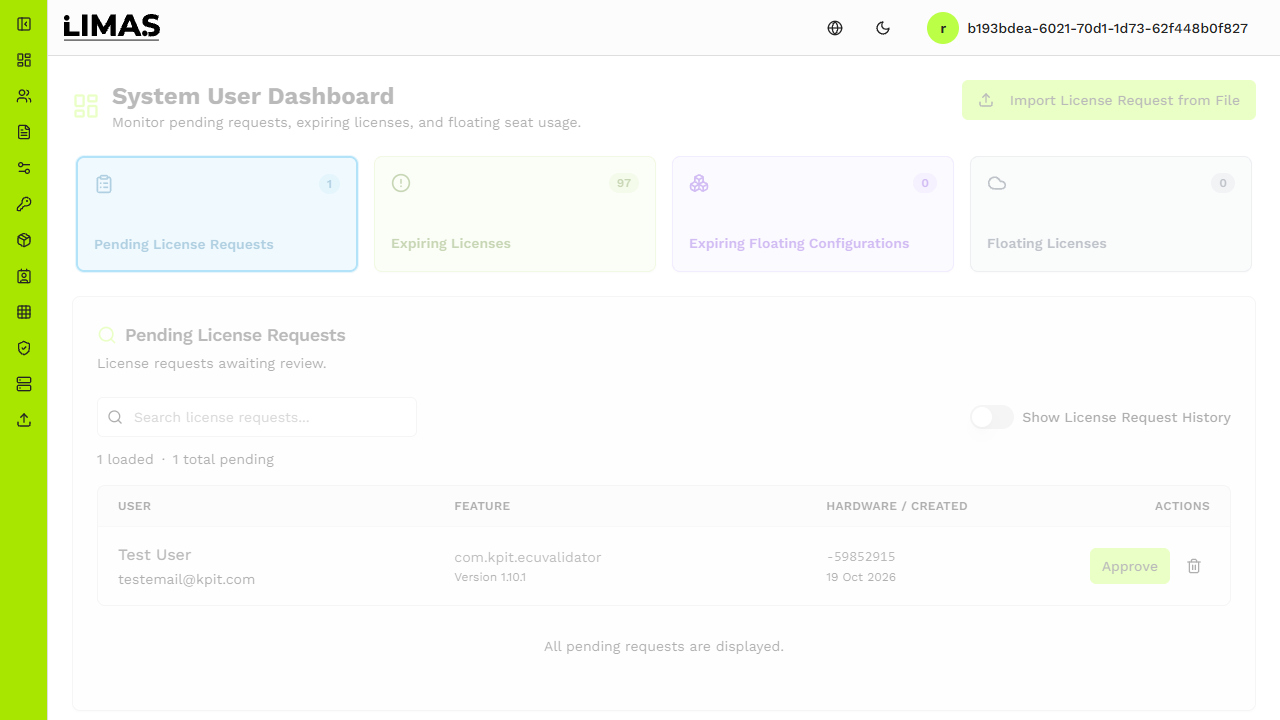 LIMAS
r
b193bdea-6021-70d1-1d73-62f448b0f827
System User Dashboard
Monitor pending requests, expiring licenses, and floating seat usage.
Import License Request from File
1
Pending License Requests
97
Expiring Licenses
0
Expiring Floating Configurations
0
Floating Licenses
Pending License Requests
License requests awaiting review.
Search license requests...
Show License Request History
1 loaded · 1 total pending
USER FEATURE HARDWARE / CREATED ACTIONS
Test User com.kpit.ecuvalidator -59852915 Approve
testemail@kpit.com Version 1.10.1 19 Oct 2026
All pending requests are displayed.